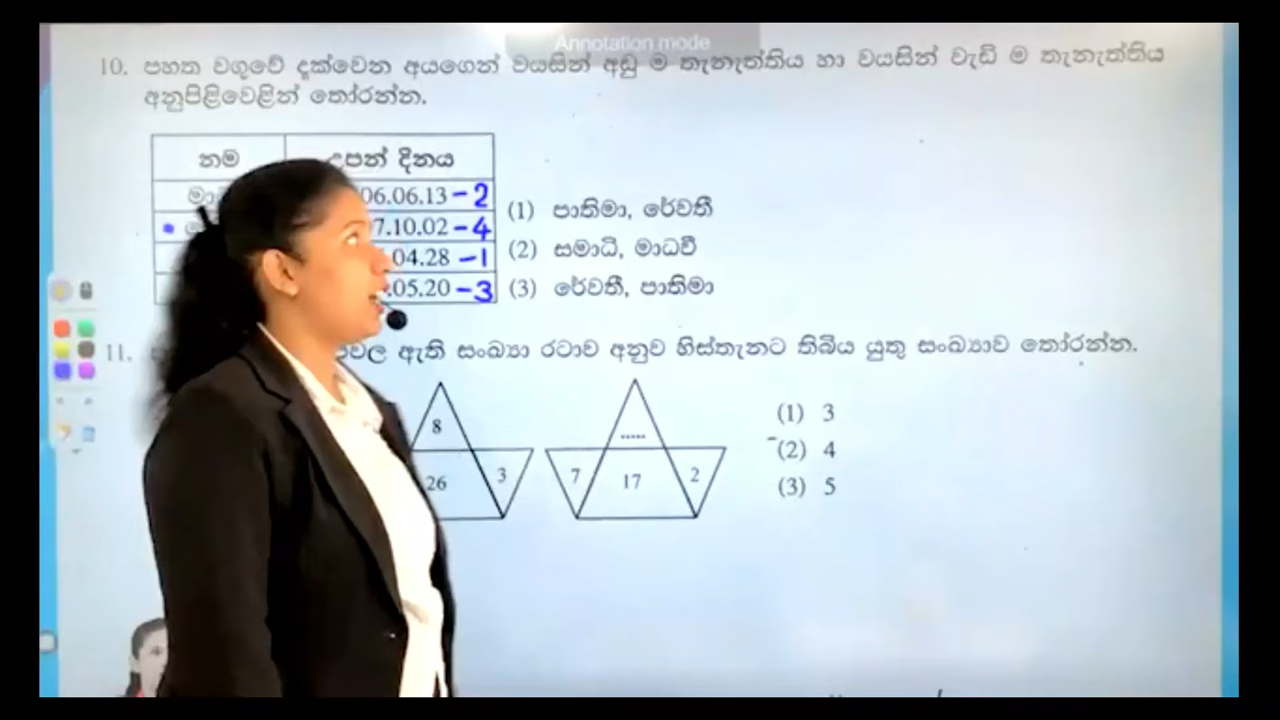 Annotation mode
10. පහත වගුවේ දැක්වෙන අයගෙන් වයසින් අඩු ම තැනැත්තිය හා වයසින් වැඩි ම තැනැත්තිය
අනුපිළිවෙළින් තෝරන්න.
නම උපන් දිනය
06.06.13 -2
7.10.02 -4
.04.28 -1
.05.20 -3
(1) පාතිමා, රේවතී
(2) සමාධි, මාධවී
(3) රේවතී, පාතිමා
11. ඇති සංඛ්‍යා රටාව අනුව හිස්තැනට තිබිය යුතු සංඛ්‍යාව තෝරන්න.
8
26 3
.....
7 17 2
(1) 3
(2) 4
(3) 5